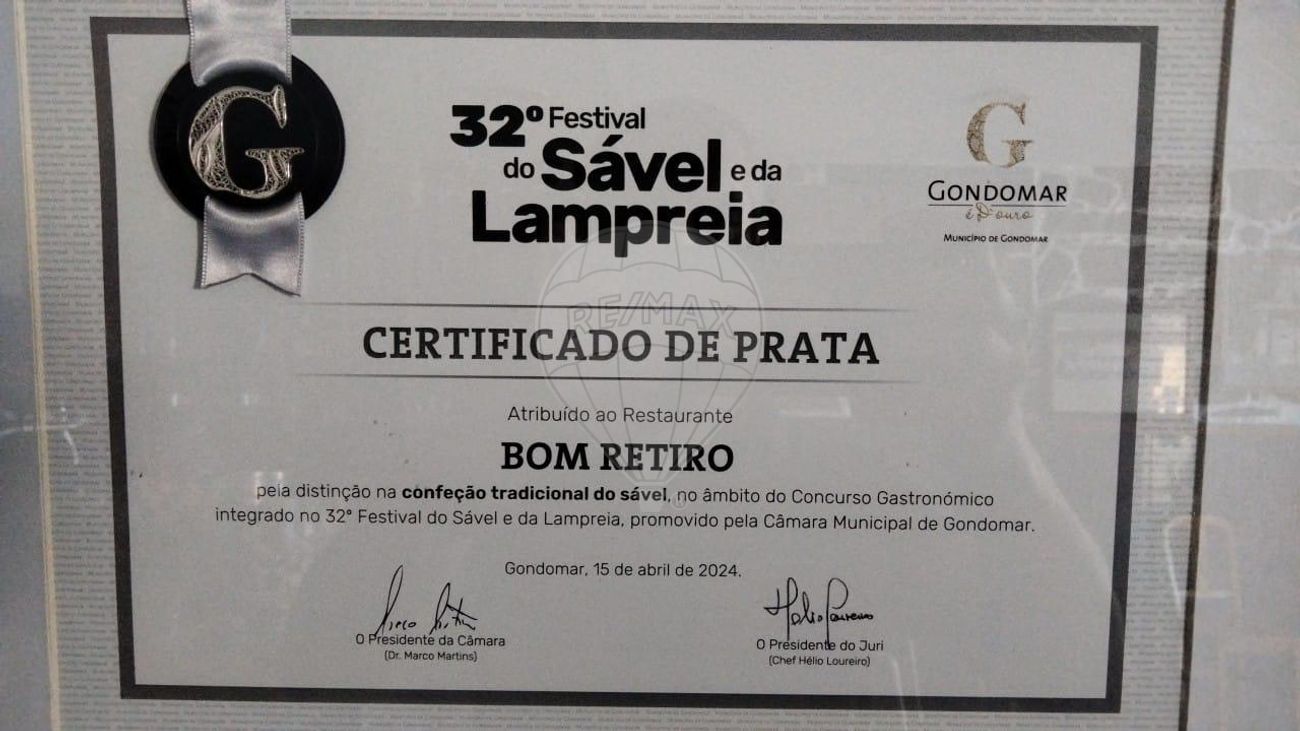 32º Festival
do Sável e da
Lampreia
G
G
GONDOMAR
é D'ouro
MUNICÍPIO DE GONDOMAR
RE/MAX
CERTIFICADO DE PRATA
Atribuído ao Restaurante
BOM RETIRO
pela distinção na confeção tradicional do sável, no âmbito do Concurso Gastronómico
integrado no 32º Festival do Sável e da Lampreia, promovido pela Câmara Municipal de Gondomar.
Gondomar, 15 de abril de 2024.
O Presidente da Câmara
(Dr. Marco Martins)
O Presidente do Juri
(Chef Hélio Loureiro)